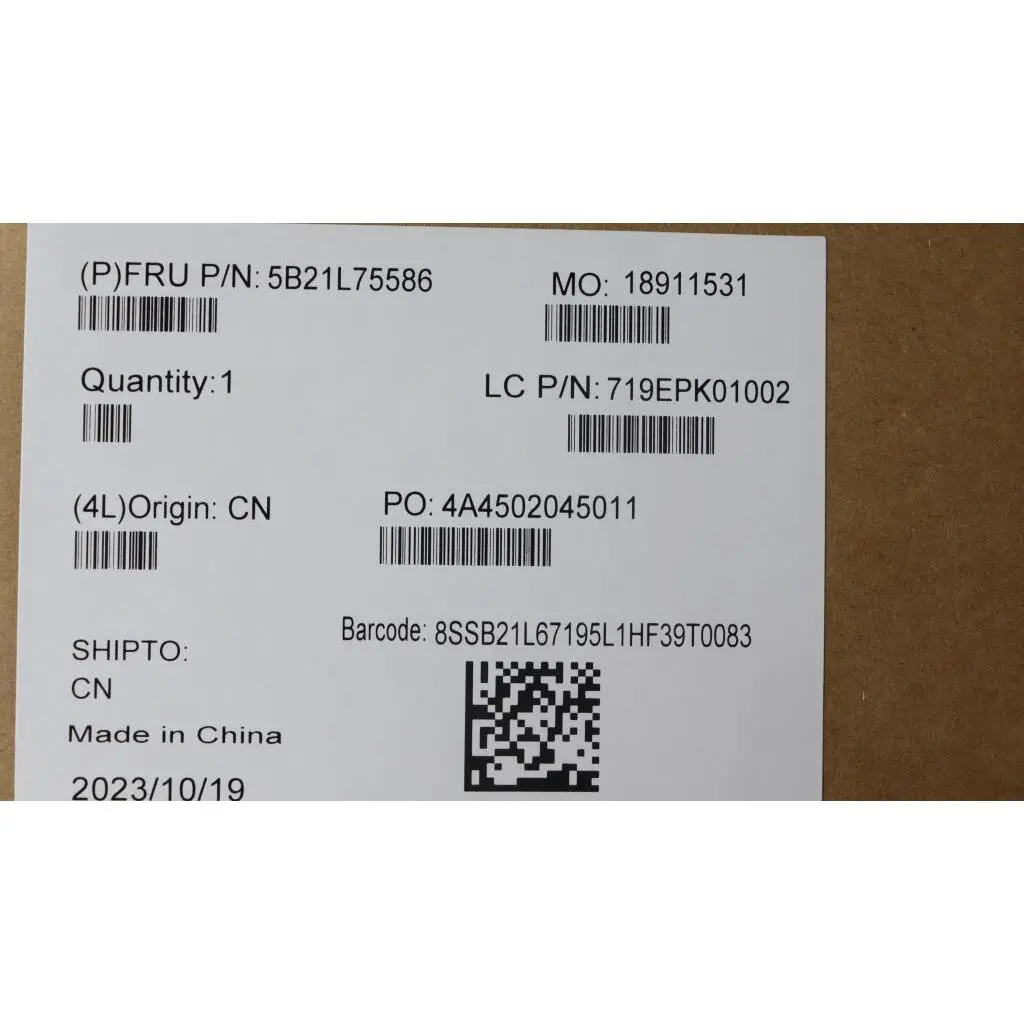 (P)FRU P/N: 5B21L75586
MO: 18911531
Quantity:1
LC P/N: 719EPK01002
(4L)Origin: CN
PO: 4A4502045011
Barcode: 8SSB21L67195L1HF39T0083
SHIPTO:
CN
Made in China
2023/10/19